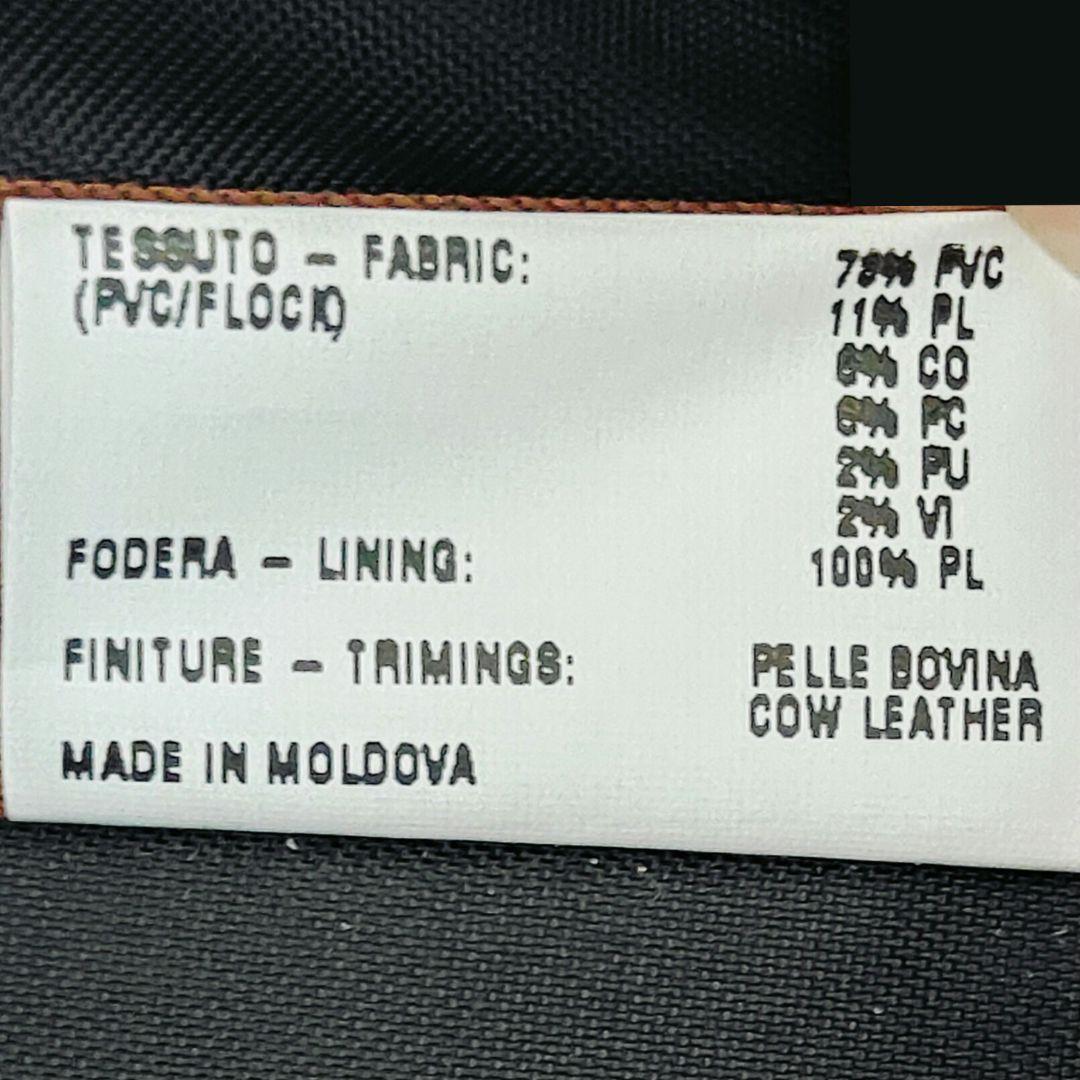 TESSUTO - FABRIC: PVC
(PVC/FLOCK) 11% PL
CO
PC
2% PU
2% VI
FODERA - LINING: 100% PL
FINITURE - TRIMINGS: PELLE BOVINA
COW LEATHER
MADE IN MOLDOVA